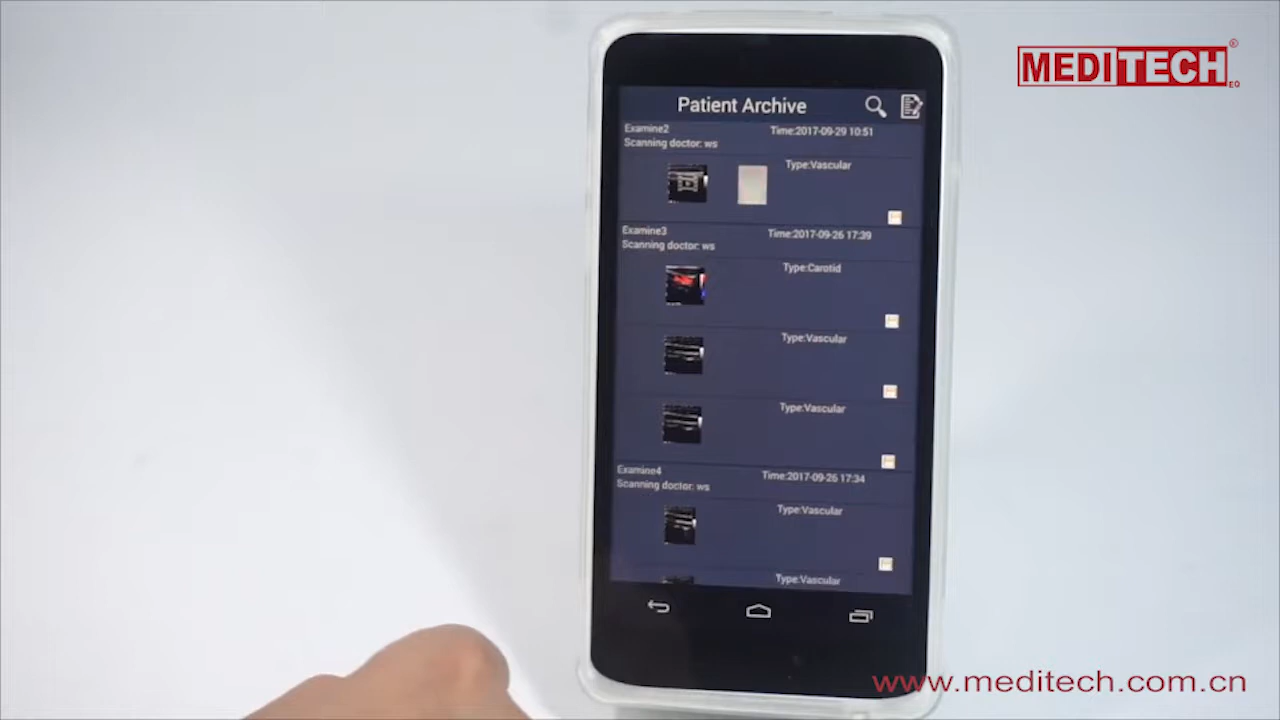 MEDITECH®
EQ
Patient Archive
Examine2
Time:2017-09-29 10:51
Scanning doctor: ws
Type:Vascular
Examine3
Time:2017-09-26 17:39
Scanning doctor: ws
Type:Carotid
Type:Vascular
Type:Vascular
Examine4
Time:2017-09-26 17:34
Scanning doctor: ws
Type:Vascular
Type:Vascular
www.meditech.com.cn